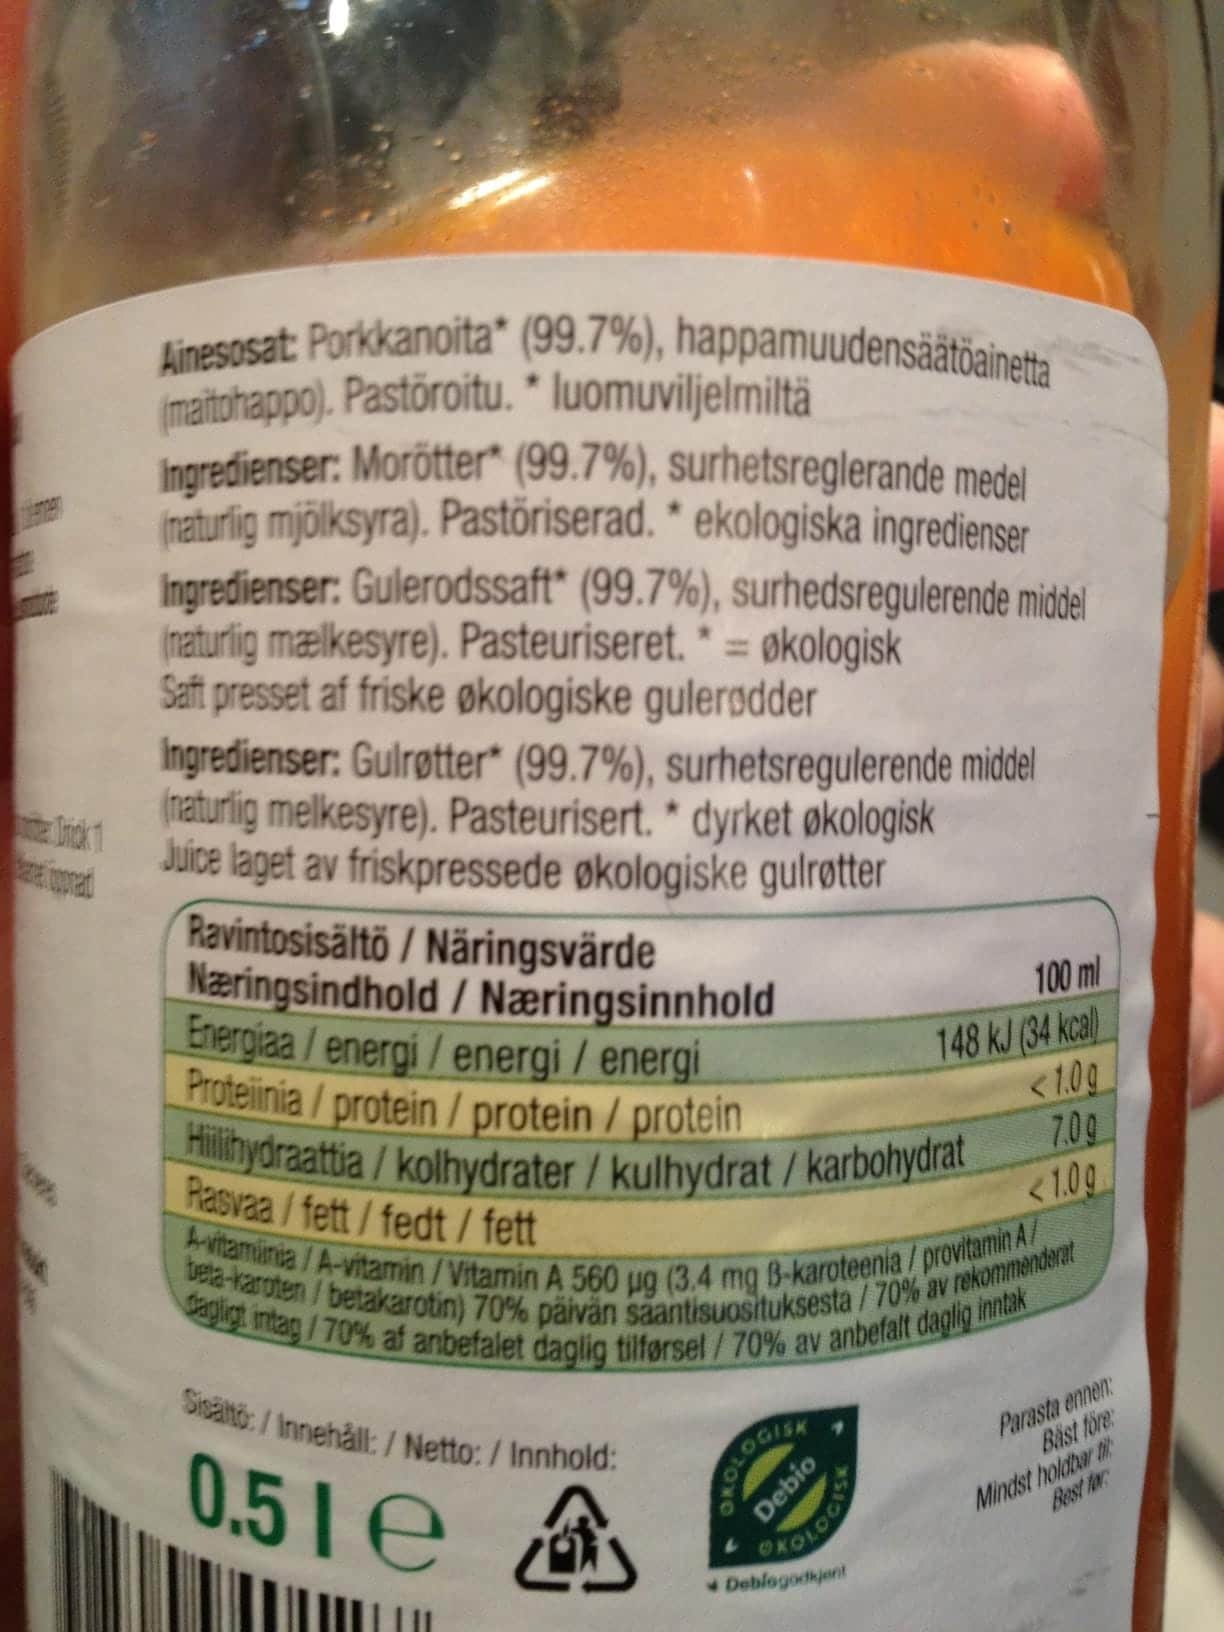 Ainesosat: Porkkanoita* (99.7%), happamuudensäätöainetta
(maitohappo). Pastöroitu. * luomuviljelmiltä
Ingredienser: Morötter* (99.7%), surhetsreglerande medel
(naturlig mjölksyra). Pastöriserad. * ekologiska ingredienser
Ingredienser: Gulerodssaft* (99.7%), surhedsregulerende middel
(naturlig mælkesyre). Pasteuriseret. * = økologisk
Saft presset af friske økologiske gulerødder
Ingredienser: Gulrøtter* (99.7%), surhetsregulerende middel
(naturlig melkesyre). Pasteurisert. * dyrket økologisk
Juice laget av friskpressede økologiske gulrøtter
Ravintosisältö / Näringsvärde
Næringsindhold / Næringsinnhold 100 ml
Energiaa / energi / energi / energi 148 kJ (34 kcal)
Proteiinia / protein / protein / protein < 1.0 g
Hiilihydraattia / kolhydrater / kulhydrat / karbohydrat 7.0 g
Rasvaa / fett / fedt / fett < 1.0 g
A-vitamiinia / A-vitamin / Vitamin A 560 µg (3.4 mg β-karoteenia / provitamin A /
beta-karoten / betakarotin) 70% päivän saantisuosituksesta / 70% av rekommenderat
dagligt intag / 70% af anbefalet daglig tilførsel / 70% av anbefalt daglig inntak
Sisältö: / Innehåll: / Netto: / Innhold:
0.5 l e
ØKOLOGISK
Debio
ØKOLOGISK
Debiogodkjent
Parasta ennen:
Bäst före:
Mindst holdbar til:
Best før: